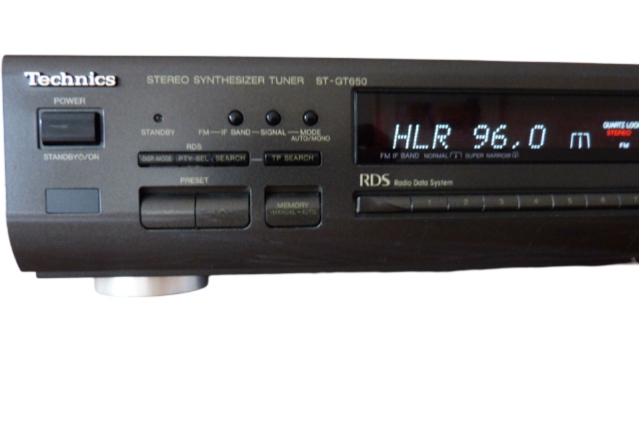 Technics
STEREO SYNTHESIZER TUNER ST-GT650
POWER
STANDBY
FM IF BAND SIGNAL MODE
AUTO/MONO
STANDBY/ON
RDS
DISP MODE PTY-SEL SEARCH TP SEARCH
PRESET
MEMORY
HLR 96.0
QUARTZ LOCK
STEREO
FM
FM IF BAND NORMAL SUPER NARROW
RDS Radio Data System
1 2 3 4 5 6